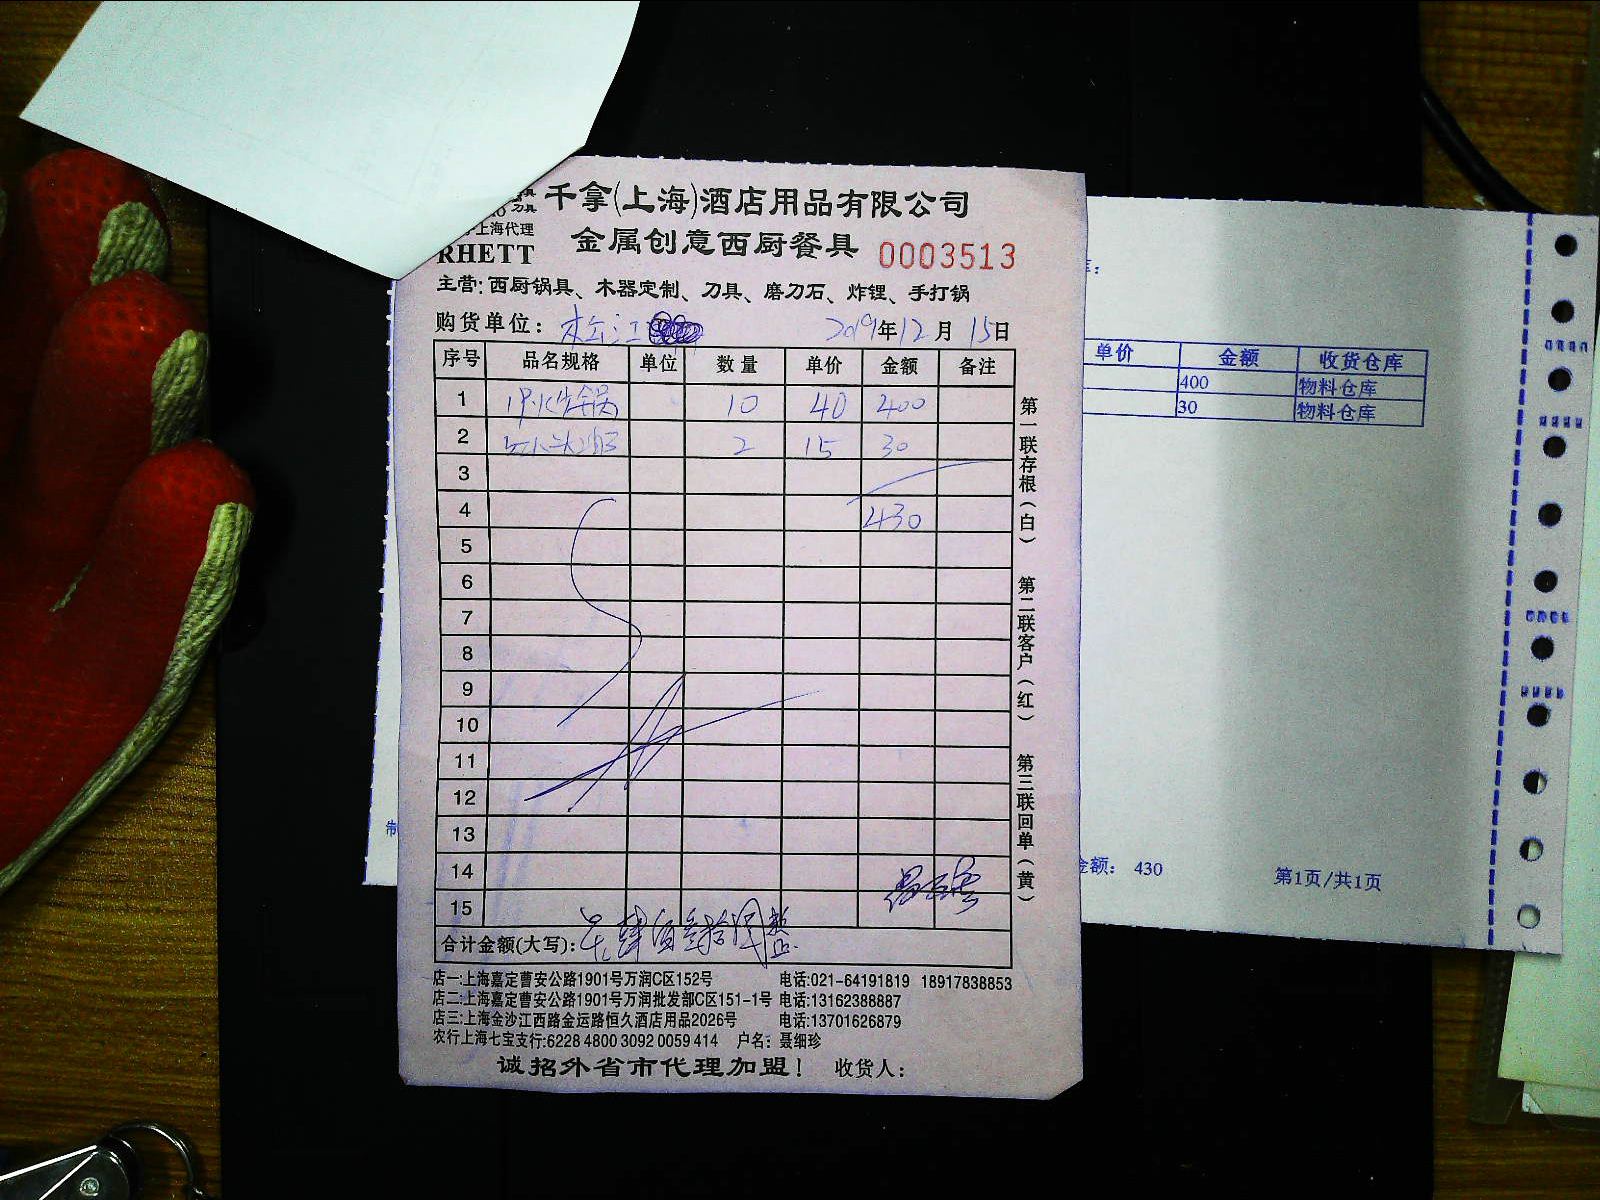 千拿(上海)酒店用品有限公司
刀具
上海代理
RHETT
金属创意西厨餐具 0003513
主营:西厨锅具、木器定制、刀具、磨刀石、炸锂、手打锅
购货单位: 松江 2019年12月15日
序号 品名规格 单位 数量 单价 金额 备注
1 锅 10 40 400
2 2 15 30
3
4 430
5
6
7
8
9
10
11
12
13
14
15
合计金额(大写): 肆佰叁拾 整
店一:上海嘉定曹安公路1901号万润C区152号 电话:021-64191819 18917838853
店二:上海嘉定曹安公路1901号万润批发部C区151-1号 电话:13162388887
店三:上海金沙江西路金运路恒久酒店用品2026号 电话:13701626879
农行上海七宝支行:6228 4800 3092 0059 414 户名: 聂细珍
诚招外省市代理加盟! 收货人:
第一联存根(白) 第二联客户(红) 第三联回单(黄)
单价 金额 收货仓库
400 物料仓库
30 物料仓库
金额: 430 第1页/共1页
制